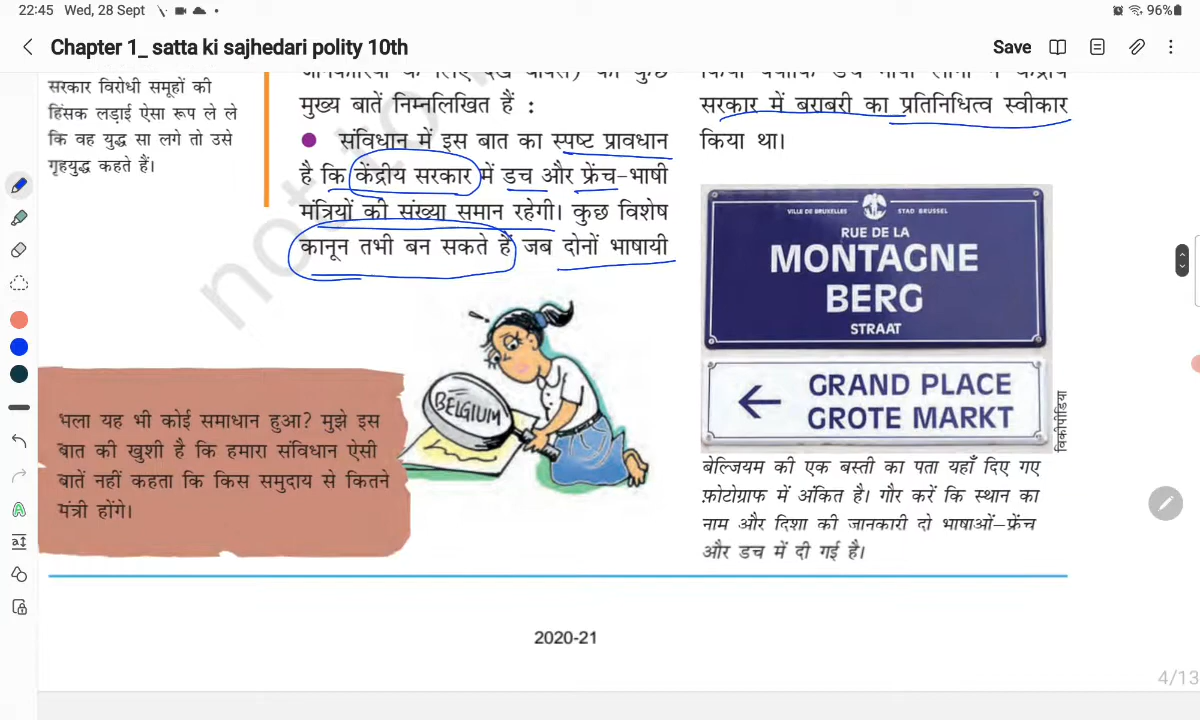 22:45 Wed, 28 Sept
96%
Chapter 1_ satta ki sajhedari polity 10th
Save
सरकार विरोधी समूहों की
हिंसक लड़ाई ऐसा रूप ले ले
कि वह युद्ध सा लगे तो उसे
गृहयुद्ध कहते हैं।
मुख्य बातें निम्नलिखित हैं :
संविधान में इस बात का स्पष्ट प्रावधान
है कि केंद्रीय सरकार में डच और फ्रेंच-भाषी
मंत्रियों की संख्या समान रहेगी। कुछ विशेष
कानून तभी बन सकते हैं जब दोनों भाषायी
BELGIUM
भला यह भी कोई समाधान हुआ? मुझे इस
बात की खुशी है कि हमारा संविधान ऐसी
बातें नहीं कहता कि किस समुदाय से कितने
मंत्री होंगे।
सरकार में बराबरी का प्रतिनिधित्व स्वीकार
किया था।
VILLE DE BRUXELLES STAD BRUSSEL
RUE DE LA
MONTAGNE
BERG
STRAAT
GRAND PLACE
GROTE MARKT
विकीपीडिया
बेल्जियम की एक बस्ती का पता यहाँ दिए गए
फ़ोटोग्राफ में अंकित है। गौर करें कि स्थान का
नाम और दिशा की जानकारी दो भाषाओं–फ्रेंच
और डच में दी गई है।
not to
2020-21
4/13